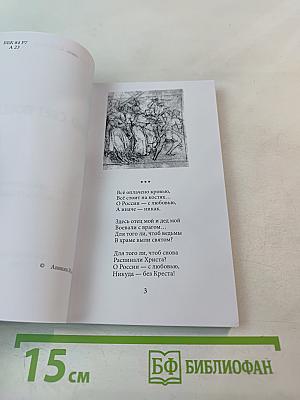 ББК 84 Р7
А 23
***
Всё оплачено кровью,
Всё стоит на костях…
О России — с любовью,
А иначе — никак.
Здесь отец мой и дед мой
Воевали с врагом…
Для того ли, чтоб ведьмы
В храме выли святом?
Для того ли, чтоб снова
Распинали Христа?
О России — с любовью,
Никуда — без Креста!
©
3
15 см
БФ БИБЛИОФАН